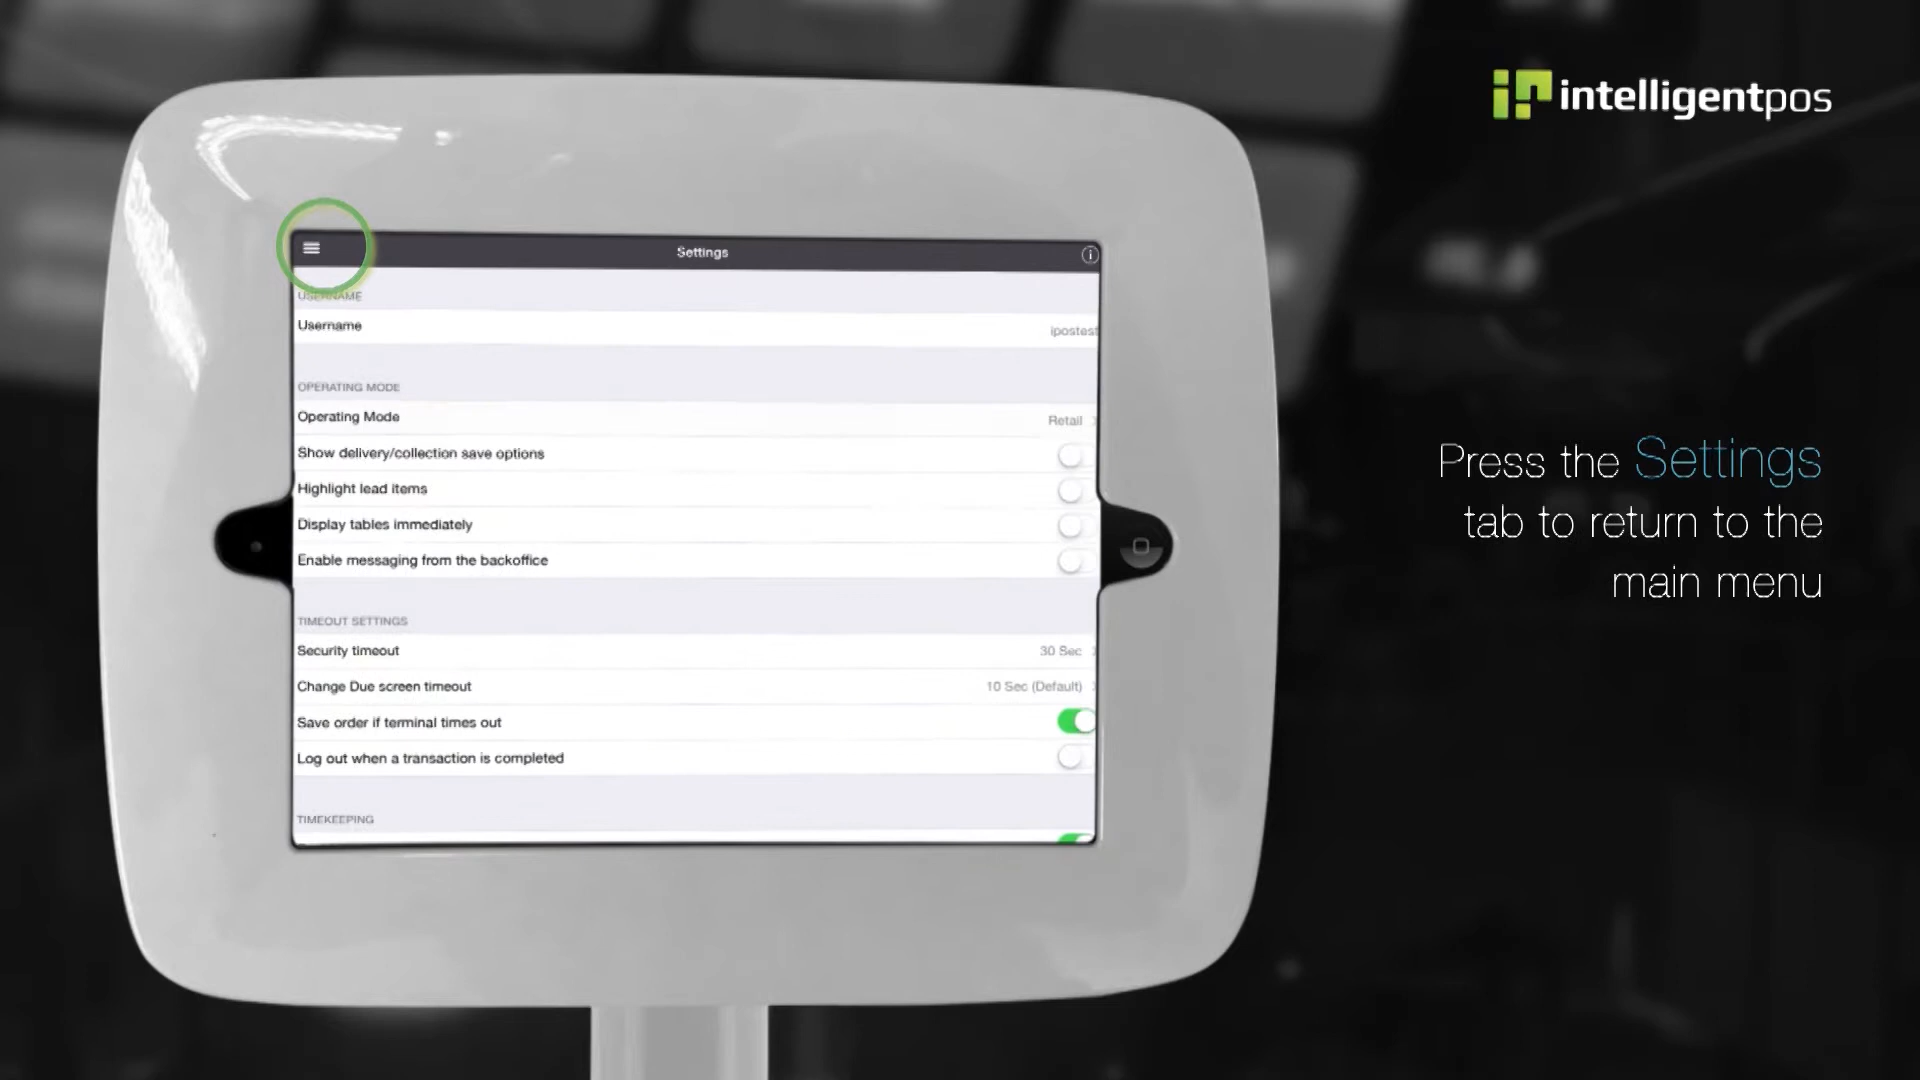 intelligentpos
Settings
USERNAME
Username
ipostest
OPERATING MODE
Operating Mode
Retail
Show delivery/collection save options
Highlight lead items
Display tables immediately
Enable messaging from the backoffice
TIMEOUT SETTINGS
Security timeout
30 Sec
Change Due screen timeout
10 Sec (Default)
Save order if terminal times out
Log out when a transaction is completed
TIMEKEEPING
Press the Settings
tab to return to the
main menu